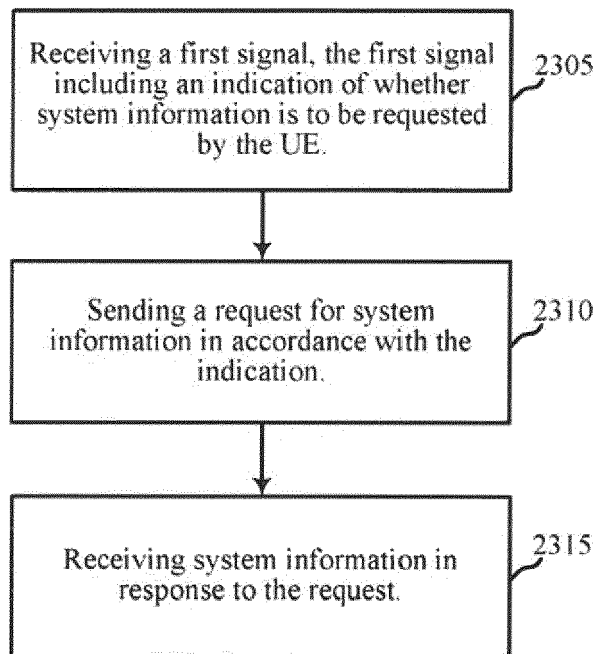 Receiving a first signal, the first signal
including an indication of whether
system information is to be requested
by the UE.
2305
Sending a request for system
information in accordance with the
indication.
2310
Receiving system information in
response to the request.
2315